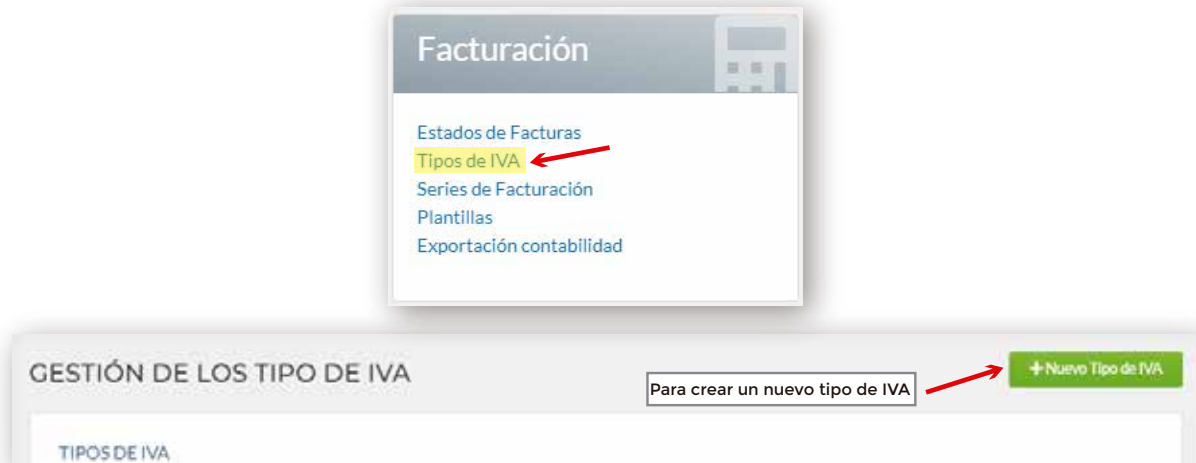 Facturación
Estados de Facturas
Tipos de IVA
Series de Facturación
Plantillas
Exportación contabilidad
GESTIÓN DE LOS TIPO DE IVA
Para crear un nuevo tipo de IVA
+Nuevo Tipo de IVA
TIPOS DE IVA